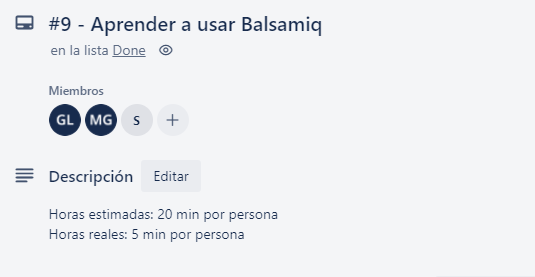 #9 - Aprender a usar Balsamiq
en la lista Done
Miembros
GL MG S +
Descripción Editar
Horas estimadas: 20 min por persona
Horas reales: 5 min por persona